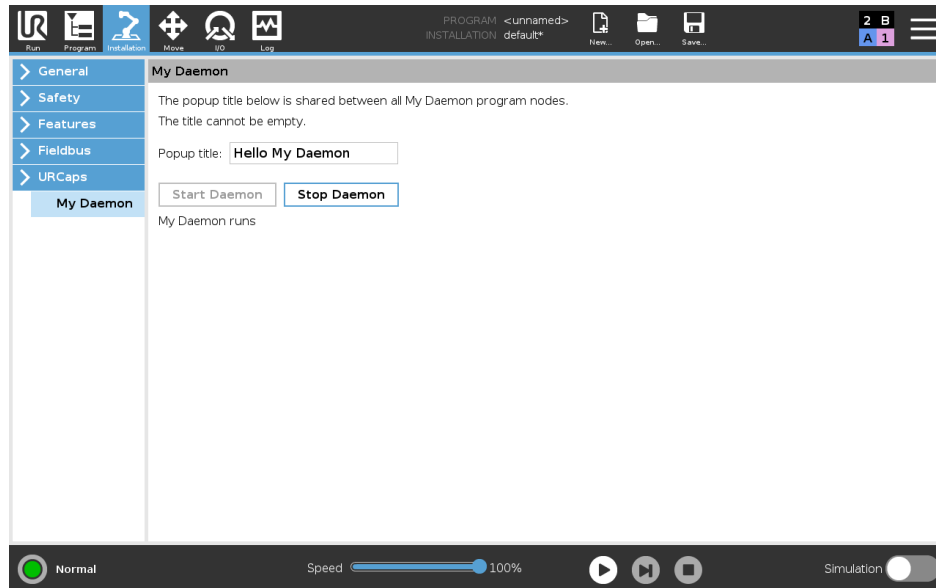 UR
PROGRAM <unnamed>
INSTALLATION default*
2 B
A 1
Run Program Installation Move I/O Log New... Open... Save...
General
Safety
Features
Fieldbus
URCaps
My Daemon
My Daemon
The popup title below is shared between all My Daemon program nodes.
The title cannot be empty.
Popup title: Hello My Daemon
Start Daemon Stop Daemon
My Daemon runs
Normal Speed 100% Simulation